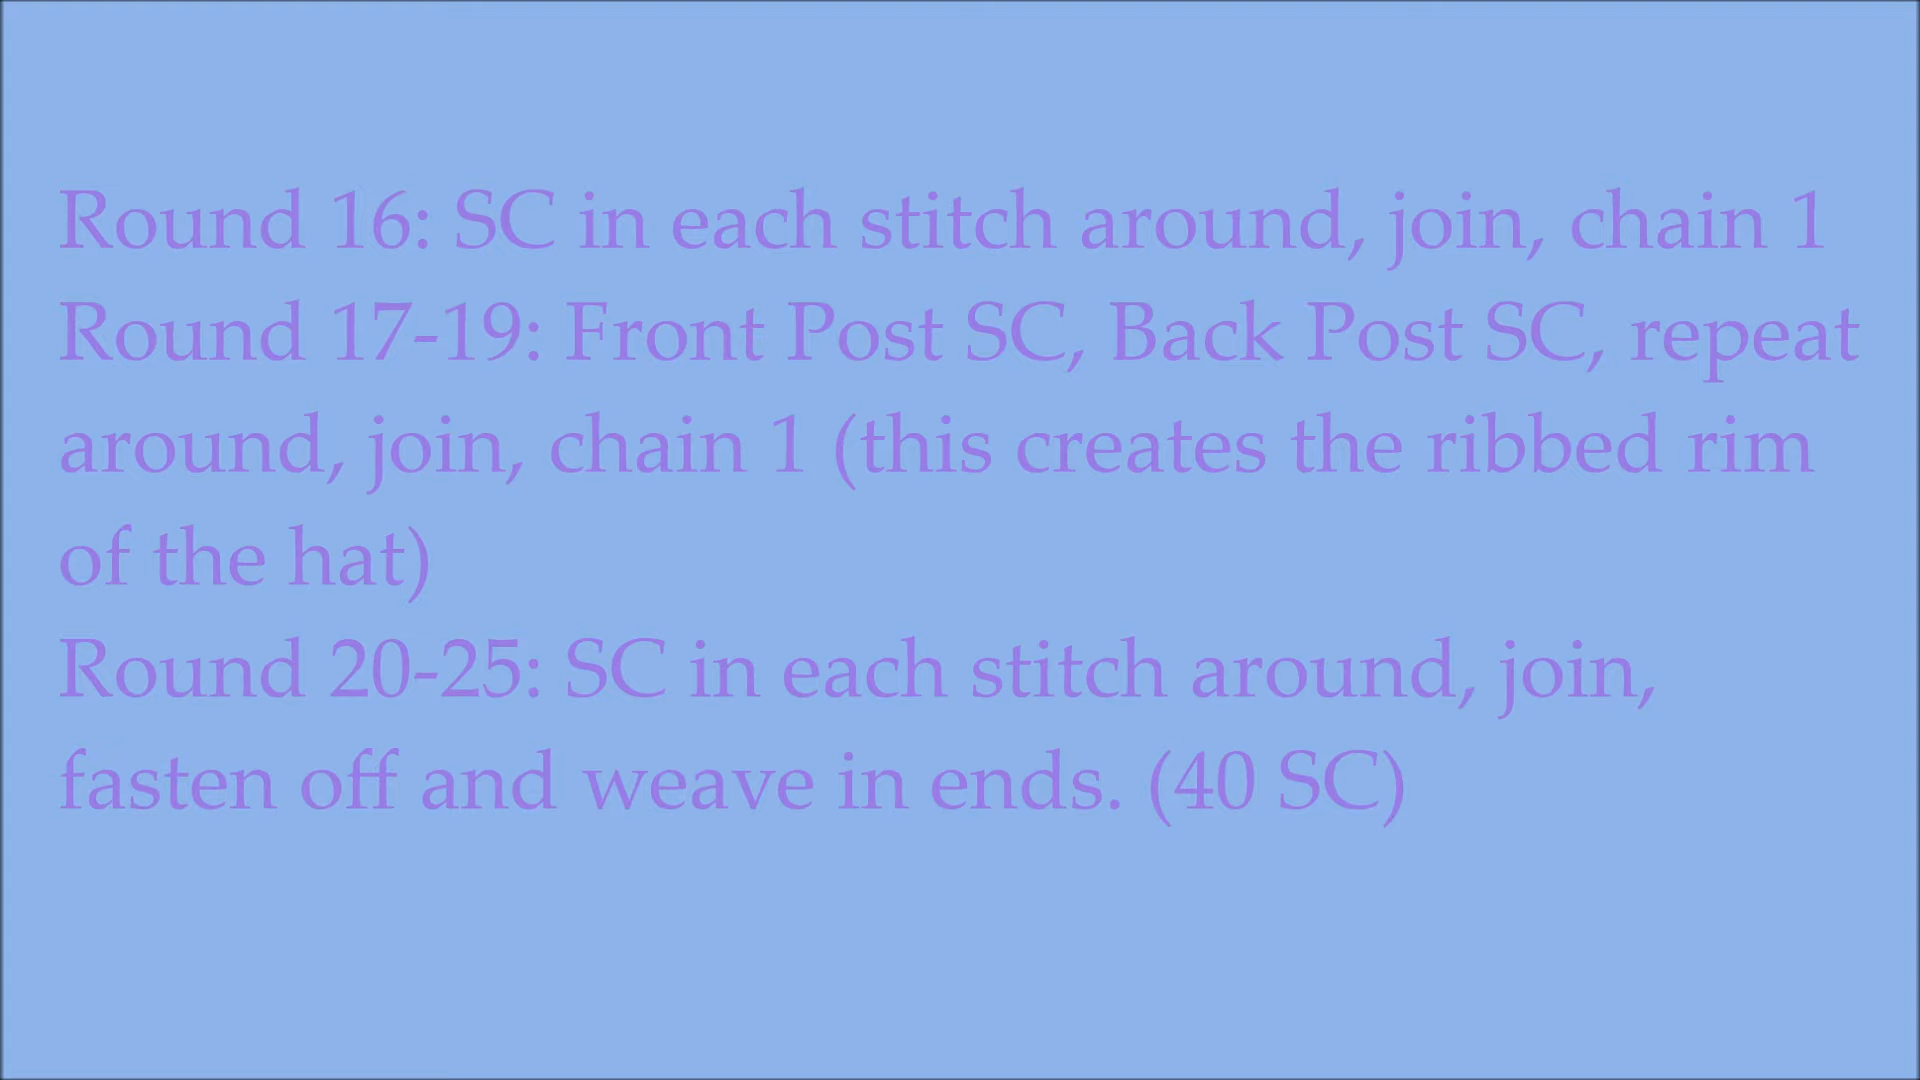 Round 16: SC in each stitch around, join, chain 1
Round 17-19: Front Post SC, Back Post SC, repeat
around, join, chain 1 (this creates the ribbed rim
of the hat)
Round 20-25: SC in each stitch around, join,
fasten off and weave in ends. (40 SC)